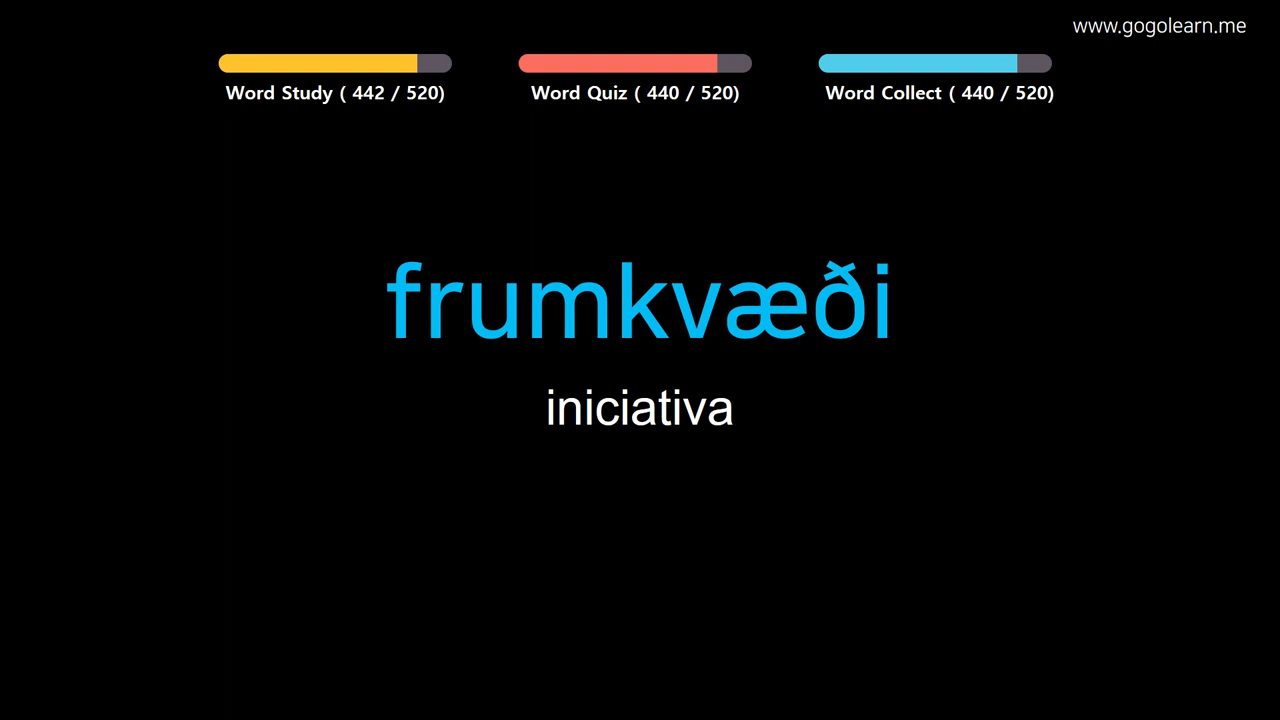 www.gogolearn.me
Word Study ( 442 / 520)
Word Quiz ( 440 / 520)
Word Collect ( 440 / 520)
frumkvæði
iniciativa